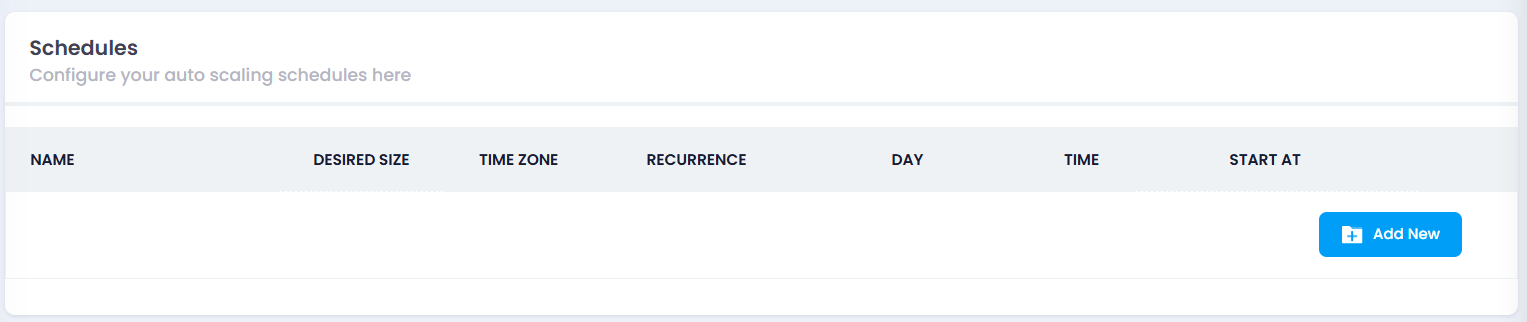 Schedules
Configure your auto scaling schedules here
NAME DESIRED SIZE TIME ZONE RECURRENCE DAY TIME START AT
Add New